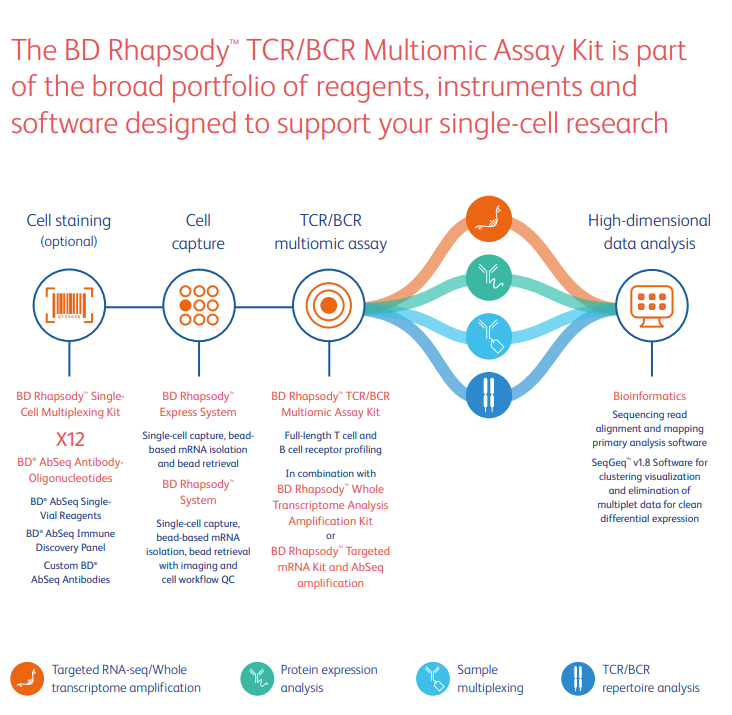 The BD Rhapsody™ TCR/BCR Multiomic Assay Kit is part
of the broad portfolio of reagents, instruments and
software designed to support your single-cell research
Cell staining
(optional)
0123456
BD Rhapsody™ Single-
Cell Multiplexing Kit
X12
BD® AbSeq Antibody-
Oligonucleotides
BD® AbSeq Single-
Vial Reagents
BD® AbSeq Immune
Discovery Panel
Custom BD®
AbSeq Antibodies
Cell
capture
BD Rhapsody™
Express System
Single-cell capture, bead-
based mRNA isolation
and bead retrieval
BD Rhapsody™
System
Single-cell capture,
bead-based mRNA
isolation, bead retrieval
with imaging and
cell workflow QC
TCR/BCR
multiomic assay
BD Rhapsody™ TCR/BCR
Multiomic Assay Kit
Full-length T cell and
B cell receptor profiling
In combination with
BD Rhapsody™ Whole
Transcriptome Analysis
Amplification Kit
or
BD Rhapsody™ Targeted
mRNA Kit and AbSeq
amplification
High-dimensional
data analysis
Bioinformatics
Sequencing read
alignment and mapping
primary analysis software
SeqGeq™ v1.8 Software for
clustering visualization
and elimination of
multiplet data for clean
differential expression
Targeted RNA-seq/Whole
transcriptome amplification
Protein expression
analysis
Sample
multiplexing
TCR/BCR
repertoire analysis